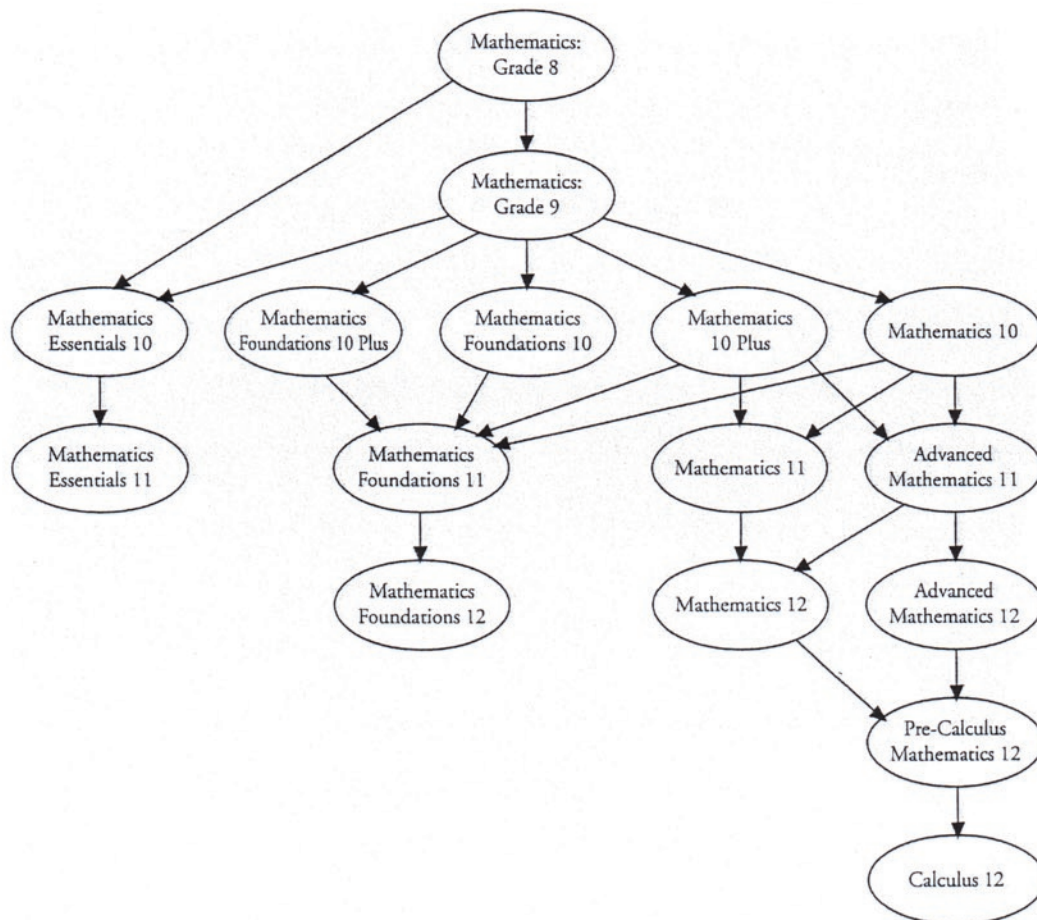 Mathematics:
Grade 8
Mathematics:
Grade 9
Mathematics
Essentials 10
Mathematics
Foundations 10 Plus
Mathematics
Foundations 10
Mathematics
10 Plus
Mathematics 10
Mathematics
Essentials 11
Mathematics
Foundations 11
Mathematics 11
Advanced
Mathematics 11
Mathematics
Foundations 12
Mathematics 12
Advanced
Mathematics 12
Pre-Calculus
Mathematics 12
Calculus 12